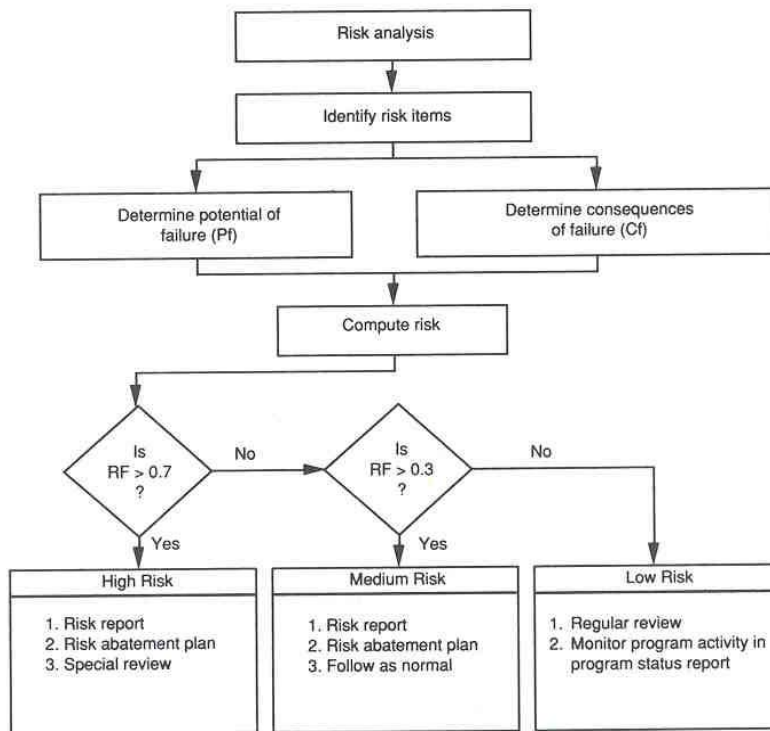 Risk analysis
Identify risk items
Determine potential of
failure (Pf)
Determine consequences
of failure (Cf)
Compute risk
Is
RF > 0.7
?
No
Yes
Is
RF > 0.3
?
No
Yes
High Risk
1. Risk report
2. Risk abatement plan
3. Special review
Medium Risk
1. Risk report
2. Risk abatement plan
3. Follow as normal
Low Risk
1. Regular review
2. Monitor program activity in
program status report